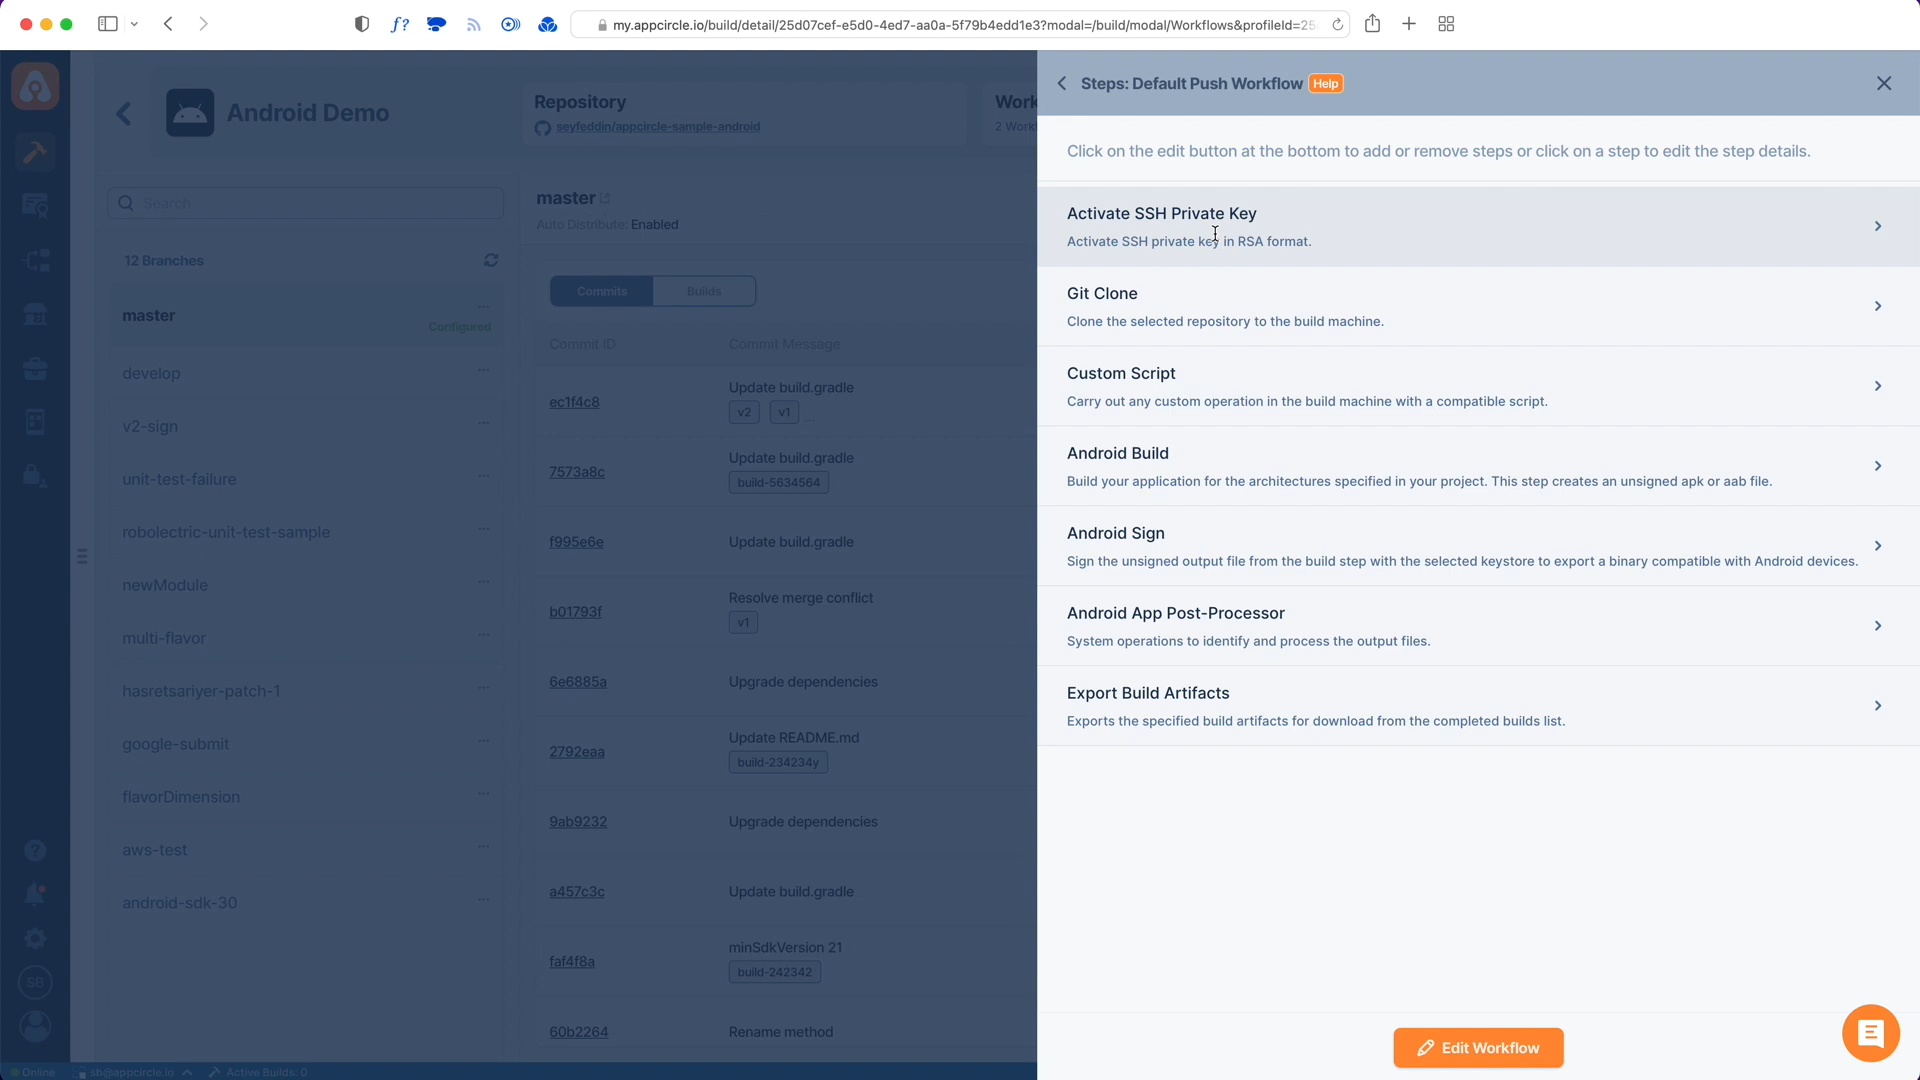 my.appcircle.io/build/detail/25d07cef-e5d0-4ed7-aa0a-5f79b4edd1e3?modal=/build/modal/Workflows&profileId=25
Android Demo
Repository
seyfeddin/appcircle-sample-android
Work
2 Work
Search
12 Branches
master
Configured
develop
v2-sign
unit-test-failure
robolectric-unit-test-sample
newModule
multi-flavor
hasretsariyer-patch-1
google-submit
flavorDimension
aws-test
android-sdk-30
SB
Online
sb@appcircle.io
Active Builds: 0
master
Auto Distribute: Enabled
Commits
Builds
Commit ID
Commit Message
ec1f4c8
Update build.gradle
v2
v1
...
7573a8c
Update build.gradle
build-5634564
f995e6e
Update build.gradle
b01793f
Resolve merge conflict
v1
6e6885a
Upgrade dependencies
2792eaa
Update README.md
build-234234y
9ab9232
Upgrade dependencies
a457c3c
Update build.gradle
faf4f8a
minSdkVersion 21
build-242342
60b2264
Rename method
Steps: Default Push Workflow
Help
Click on the edit button at the bottom to add or remove steps or click on a step to edit the step details.
Activate SSH Private Key
Activate SSH private key in RSA format.
Git Clone
Clone the selected repository to the build machine.
Custom Script
Carry out any custom operation in the build machine with a compatible script.
Android Build
Build your application for the architectures specified in your project. This step creates an unsigned apk or aab file.
Android Sign
Sign the unsigned output file from the build step with the selected keystore to export a binary compatible with Android devices.
Android App Post-Processor
System operations to identify and process the output files.
Export Build Artifacts
Exports the specified build artifacts for download from the completed builds list.
Edit Workflow